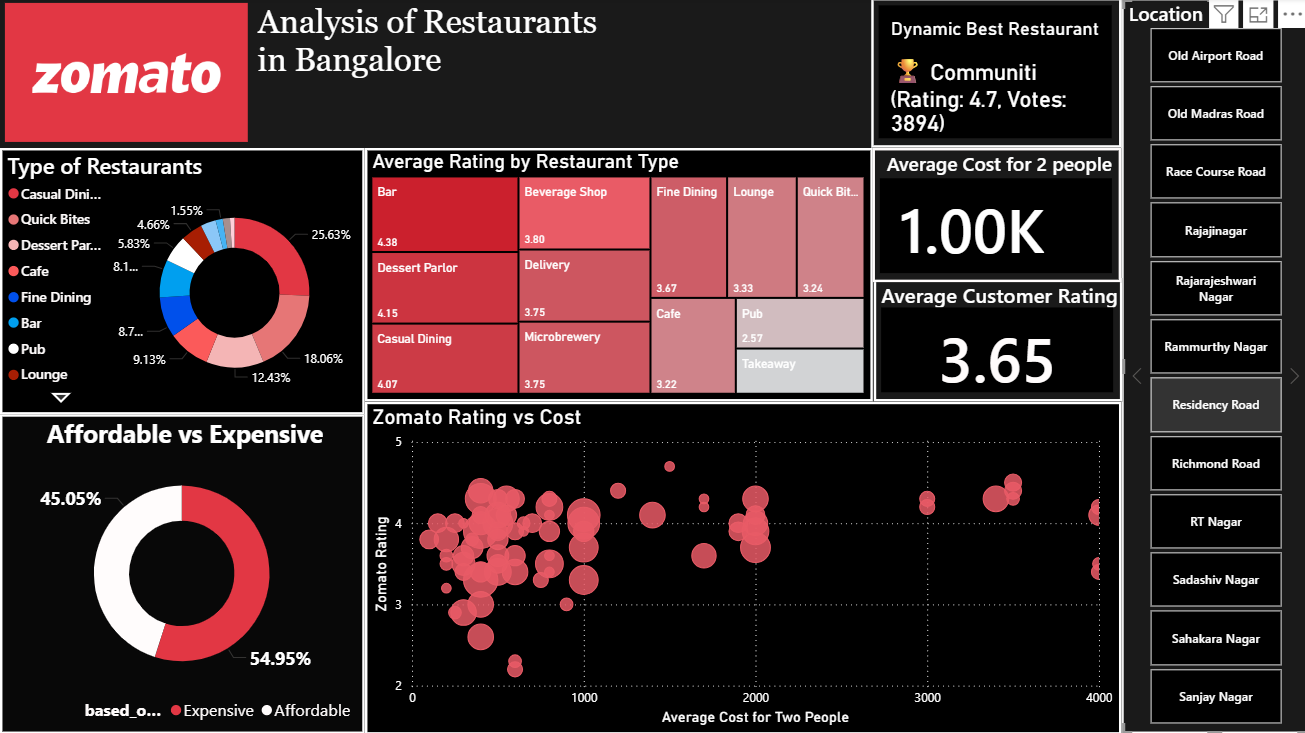 zomato
Analysis of Restaurants
in Bangalore
Dynamic Best Restaurant
🏆 Communiti
(Rating: 4.7, Votes:
3894)
Location
Old Airport Road
Old Madras Road
Race Course Road
Rajajinagar
Rajarajeshwari
Nagar
Rammurthy Nagar
Residency Road
Richmond Road
RT Nagar
Sadashiv Nagar
Sahakara Nagar
Sanjay Nagar
Type of Restaurants
Casual Dini...
Quick Bites
Dessert Par...
Cafe
Fine Dining
Bar
Pub
Lounge
1.55%
4.66%
5.83%
8.1...
8.7...
9.13%
12.43%
18.06%
25.63%
Average Rating by Restaurant Type
Bar
4.38
Dessert Parlor
4.15
Casual Dining
4.07
Beverage Shop
3.80
Delivery
3.75
Microbrewery
3.75
Fine Dining
3.67
Lounge
3.33
Quick Bit...
3.24
Cafe
3.22
Pub
2.57
Takeaway
Average Cost for 2 people
1.00K
Average Customer Rating
3.65
Affordable vs Expensive
45.05%
54.95%
based_o... Expensive Affordable
Zomato Rating vs Cost
Zomato Rating
5
4
3
2
0 1000 2000 3000 4000
Average Cost for Two People